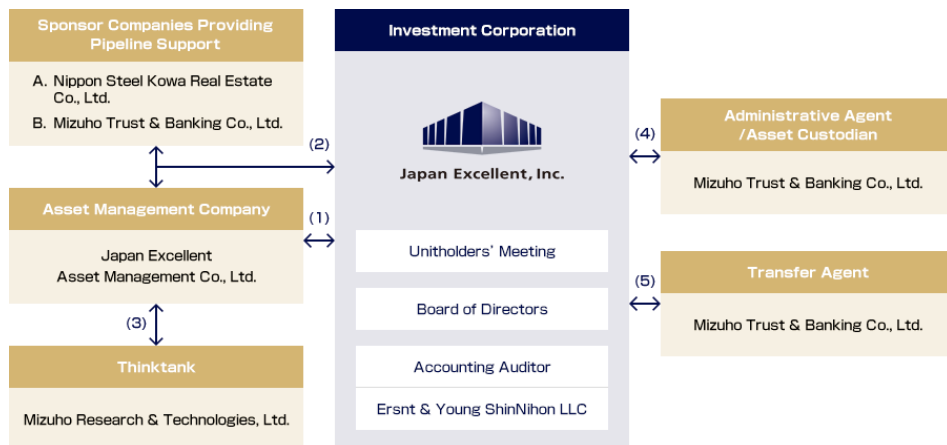 Sponsor Companies Providing
Pipeline Support
A. Nippon Steel Kowa Real Estate
Co., Ltd.
B. Mizuho Trust & Banking Co., Ltd.
(2)
Asset Management Company
Japan Excellent
Asset Management Co., Ltd.
(1)
(3)
Thinktank
Mizuho Research & Technologies, Ltd.
Investment Corporation
Japan Excellent, Inc.
Unitholders' Meeting
Board of Directors
Accounting Auditor
Ersnt & Young ShinNihon LLC
(4)
Administrative Agent
/Asset Custodian
Mizuho Trust & Banking Co., Ltd.
(5)
Transfer Agent
Mizuho Trust & Banking Co., Ltd.